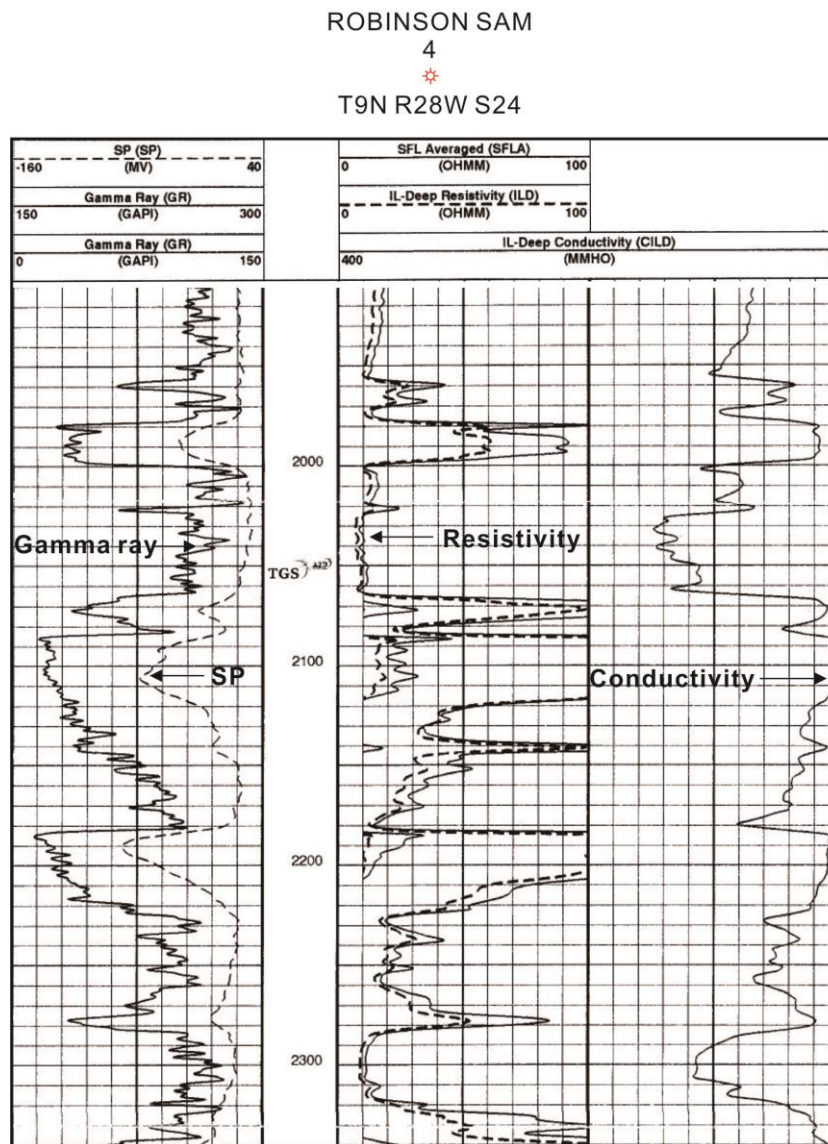 ROBINSON SAM
4
T9N R28W S24
SP (SP)
-160 (MV) 40
Gamma Ray (GR)
150 (GAPI) 300
Gamma Ray (GR)
0 (GAPI) 150
SFL Averaged (SFLA)
0 (OHMM) 100
IL-Deep Resistivity (ILD)
0 (OHMM) 100
IL-Deep Conductivity (CILD)
400 (MMHO)
2000
Gamma ray
Resistivity
TGS
2100
SP
Conductivity
2200
2300